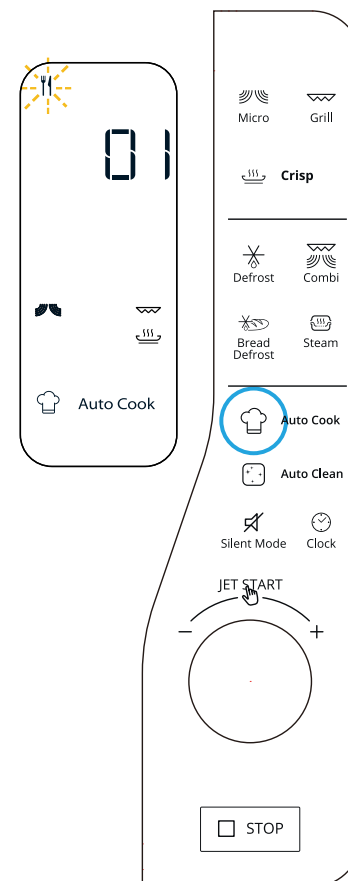 01
Auto Cook
Micro
Grill
Crisp
Defrost
Combi
Bread
Defrost
Steam
Auto Cook
Auto Clean
Silent Mode
Clock
JET START
− +
STOP